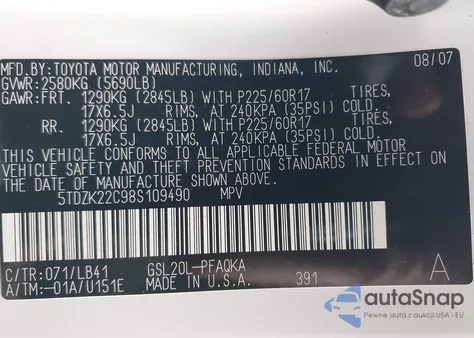 MFD.BY:TOYOTA MOTOR MANUFACTURING, INDIANA, INC. 08/07
GVWR:2580KG (5690LB)
GAWR:FRT. 1290KG (2845LB) WITH P225/60R17 TIRES,
17X6.5J RIMS, AT 240KPA (35PSI) COLD.
RR. 1290KG (2845LB) WITH P225/60R17 TIRES,
17X6.5J RIMS, AT 240KPA (35PSI) COLD.
THIS VEHICLE CONFORMS TO ALL APPLICABLE FEDERAL MOTOR
VEHICLE SAFETY AND THEFT PREVENTION STANDARDS IN EFFECT
ON THE DATE OF MANUFACTURE SHOWN ABOVE.
5TDZK22C98S109490 MPV
C/TR:071/LB41 GSL20L-PFAQKA A
A/TM:-01A/U151E MADE IN U.S.A. 391
autoSnap
Pewne auta z aukcji USA i EU